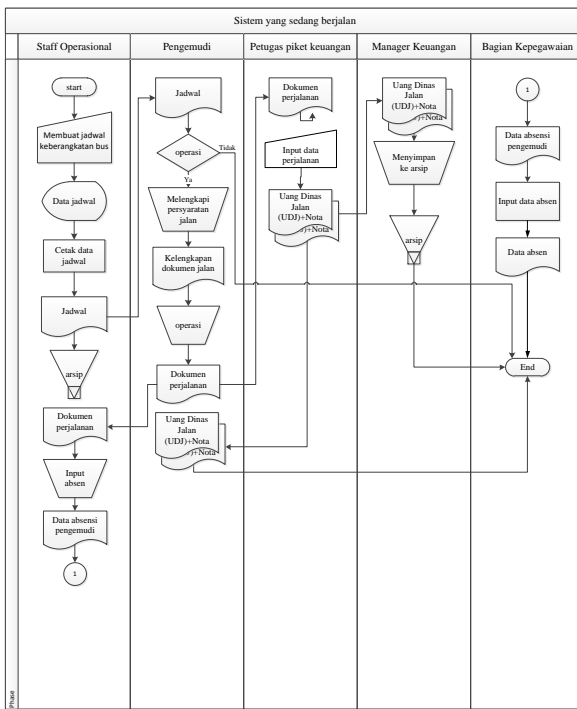 Sistem yang sedang berjalan
Staff Operasional
Pengemudi
Petugas piket keuangan
Manager Keuangan
Bagian Kepegawaian
start
Membuat jadwal
keberangkatan bus
Data jadwal
Cetak data
jadwal
Jadwal
arsip
Dokumen
perjalanan
Input
absen
Data absensi
pengemudi
1
Jadwal
operasi
Tidak
Ya
Melengkapi
persyaratan
jalan
Kelengkapan
dokumen jalan
operasi
Dokumen
perjalanan
Uang Dinas
Jalan
(UDJ)+Nota
)+Nota
Dokumen
perjalanan
Input data
perjalanan
Uang Dinas
Jalan
(UDJ)+Nota
)+Nota
Uang Dinas
Jalan
(UDJ)+Nota
)+Nota
Menyimpan
ke arsip
arsip
1
Data absensi
pengemudi
Input data absen
Data absen
End
Phase